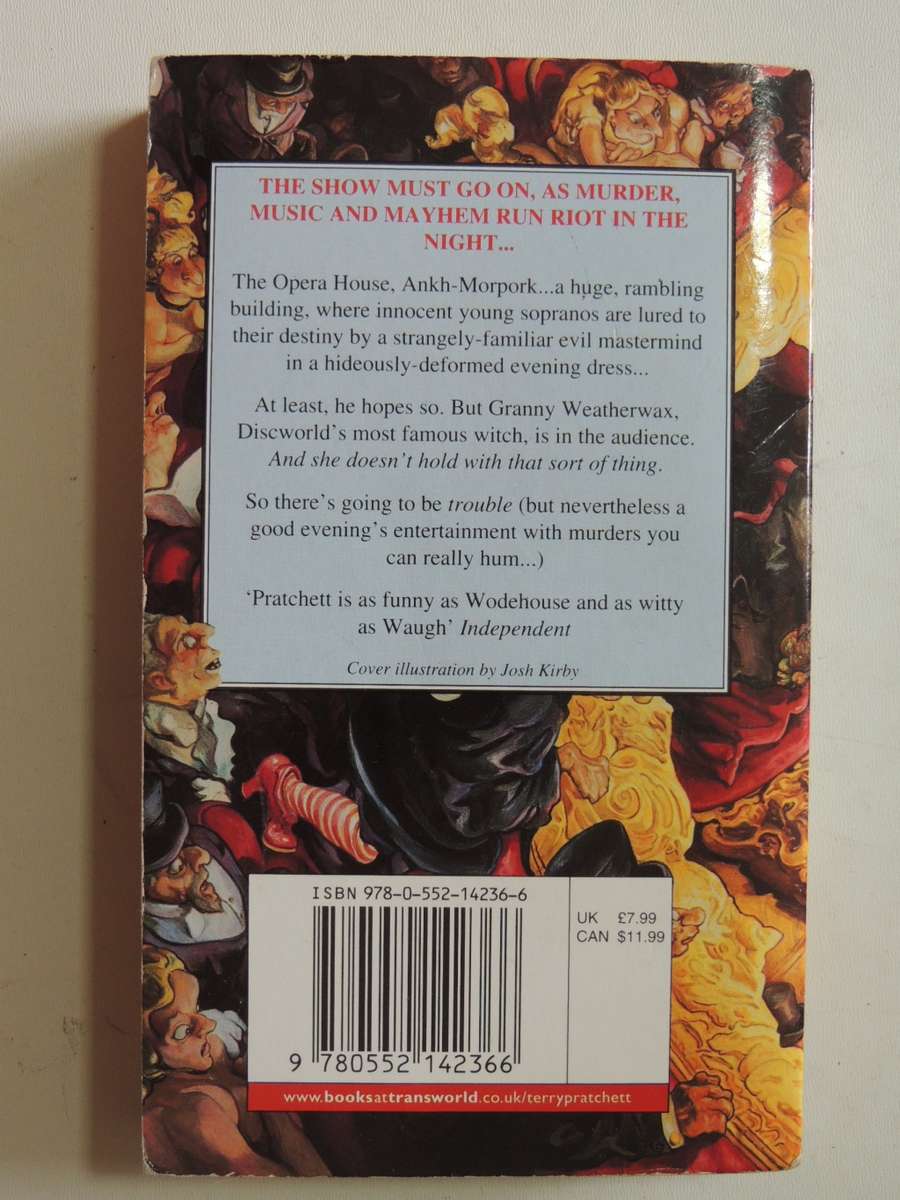 THE SHOW MUST GO ON, AS MURDER,
MUSIC AND MAYHEM RUN RIOT IN THE
NIGHT...
The Opera House, Ankh-Morpork...a huge, rambling
building, where innocent young sopranos are lured to
their destiny by a strangely-familiar evil mastermind
in a hideously-deformed evening dress...
At least, he hopes so. But Granny Weatherwax,
Discworld's most famous witch, is in the audience.
And she doesn't hold with that sort of thing.
So there's going to be trouble (but nevertheless a
good evening's entertainment with murders you
can really hum...)
‘Pratchett is as funny as Wodehouse and as witty
as Waugh’ Independent
Cover illustration by Josh Kirby
ISBN 978-0-552-14236-6
UK £7.99
CAN $11.99
9 780552 142366
www.booksattransworld.co.uk/terrypratchett